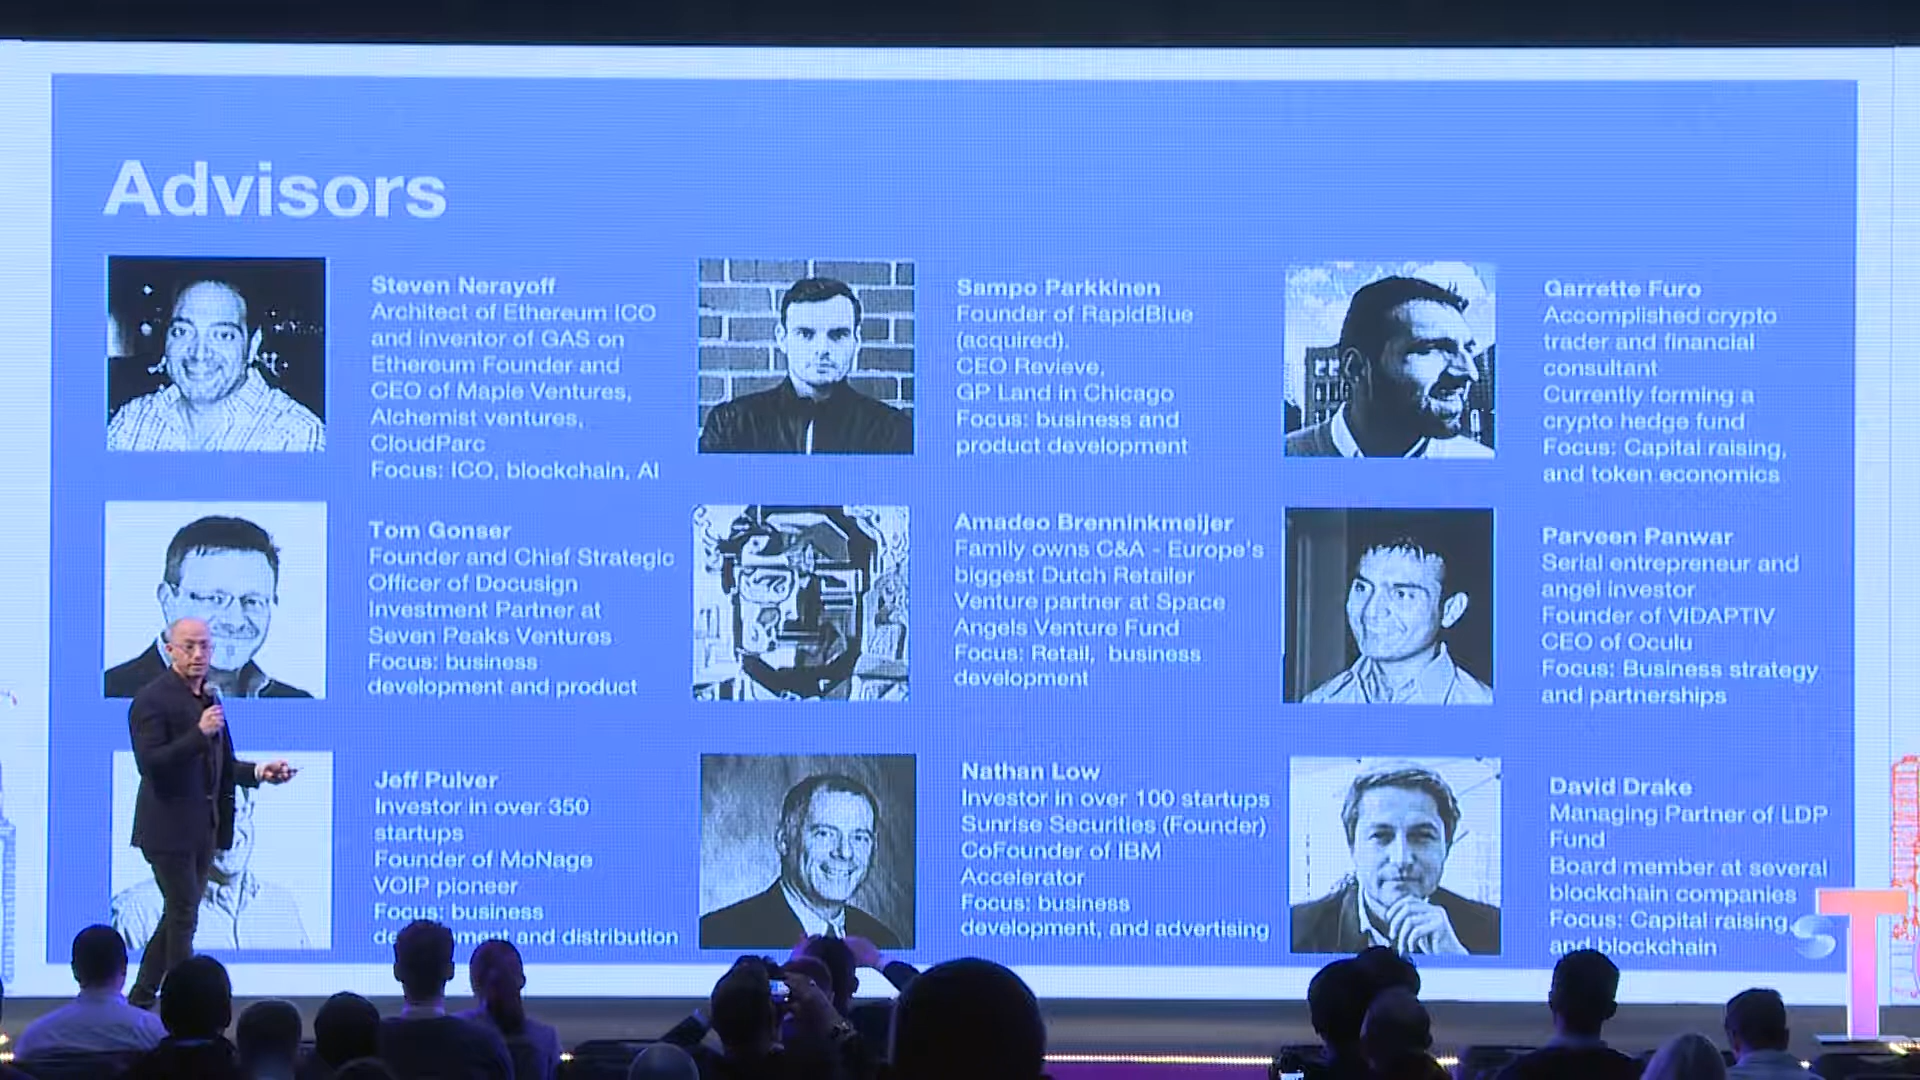 Advisors
Steven Nerayoff
Architect of Ethereum ICO
and inventor of GAS on
Ethereum Founder and
CEO of Maple Ventures,
Alchemist ventures,
CloudParc
Focus: ICO, blockchain, AI
Sampo Parkkinen
Founder of RapidBlue
(acquired).
CEO Revieve,
GP Land in Chicago
Focus: business and
product development
Garrette Furo
Accomplished crypto
trader and financial
consultant
Currently forming a
crypto hedge fund
Focus: Capital raising,
and token economics
Tom Gonser
Founder and Chief Strategic
Officer of Docusign
Investment Partner at
Seven Peaks Ventures
Focus: business
development and product
Amadeo Brenninkmeijer
Family owns C&A - Europe's
biggest Dutch Retailer
Venture partner at Space
Angels Venture Fund
Focus: Retail, business
development
Parveen Panwar
Serial entrepreneur and
angel investor
Founder of VIDAPTIV
CEO of Oculu
Focus: Business strategy
and partnerships
Jeff Pulver
Investor in over 350
startups
Founder of MoNage
VOIP pioneer
Focus: business
and distribution
Nathan Low
Investor in over 100 startups
Sunrise Securities (Founder)
CoFounder of IBM
Accelerator
Focus: business
development, and advertising
David Drake
Managing Partner of LDP
Fund
Board member at several
blockchain companies
Focus: Capital raising,
and blockchain